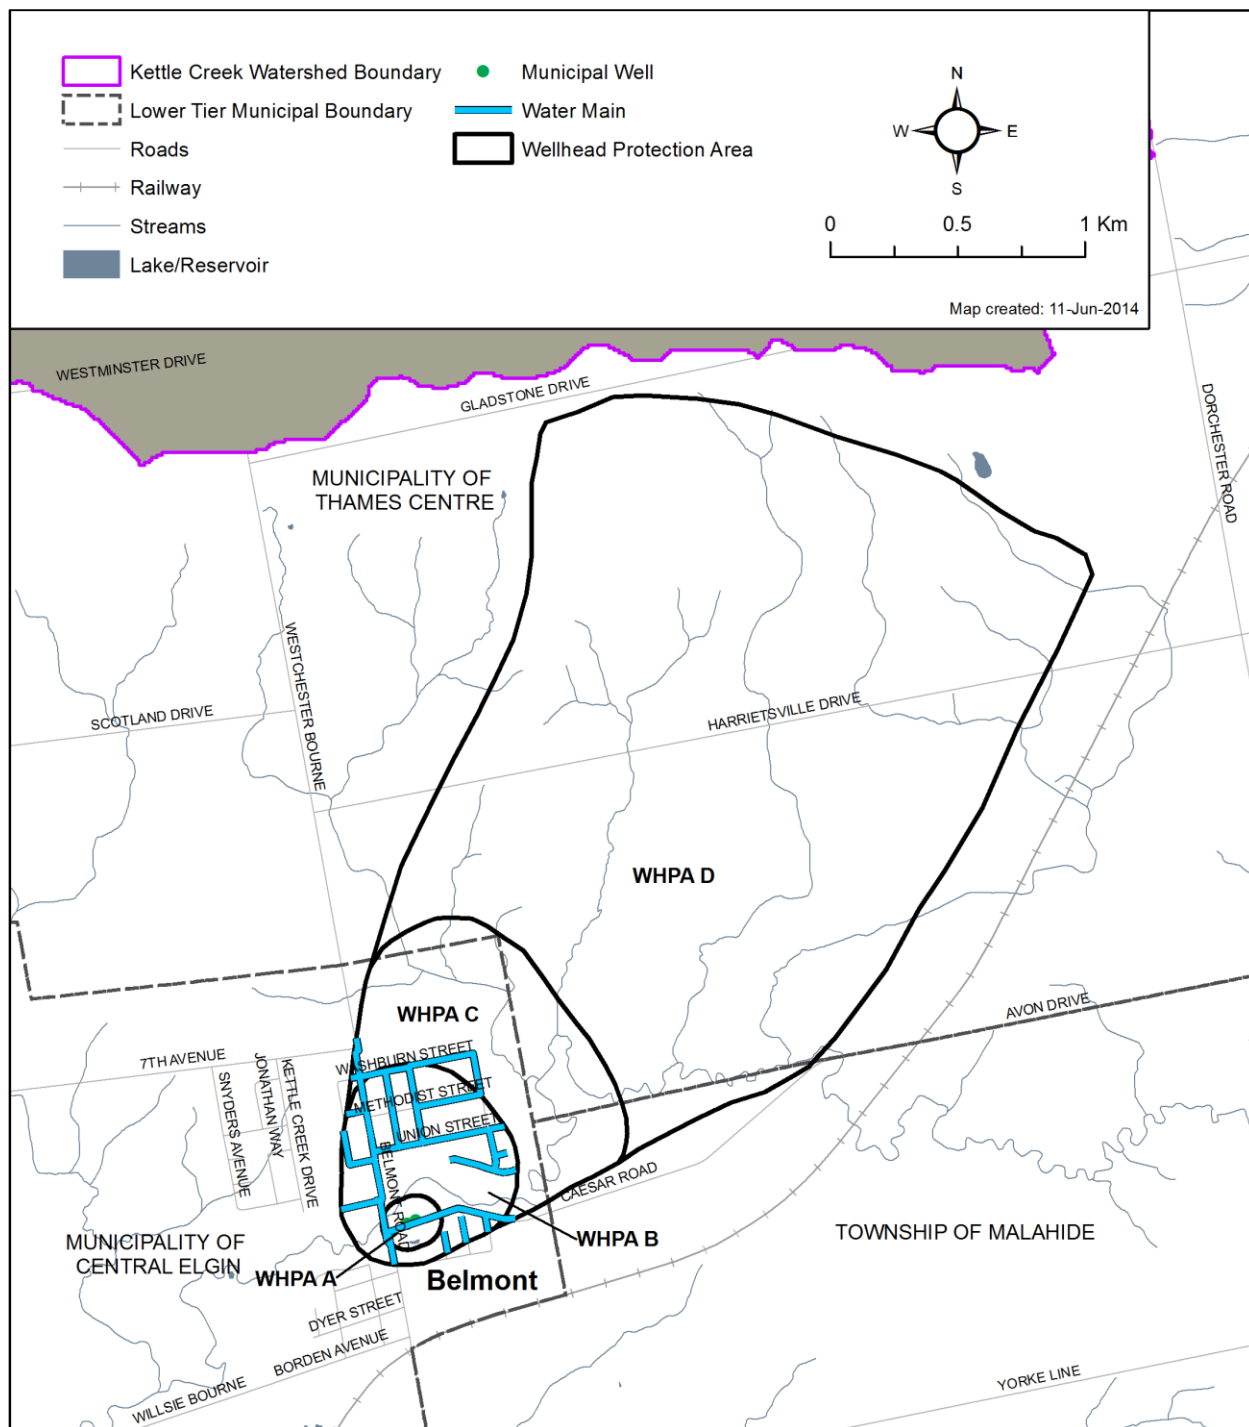 Kettle Creek Watershed Boundary
Lower Tier Municipal Boundary
Roads
Railway
Streams
Lake/Reservoir
Municipal Well
Water Main
Wellhead Protection Area
N
W E
S
0 0.5 1 Km
Map created: 11-Jun-2014
WESTMINSTER DRIVE
GLADSTONE DRIVE
DORCHESTER ROAD
MUNICIPALITY OF
THAMES CENTRE
WESTCHESTER BOURNE
SCOTLAND DRIVE
HARRIETSVILLE DRIVE
WHPA D
AVON DRIVE
WHPA C
7TH AVENUE
WASHBURN STREET
SNYDERS AVENUE
JONATHAN WAY
KETTLE CREEK DRIVE
METHODIST STREET
UNION STREET
BELMONT ROAD
CAESAR ROAD
MUNICIPALITY OF
CENTRAL ELGIN
WHPA B
TOWNSHIP OF MALAHIDE
WHPA A
Belmont
DYER STREET
BORDEN AVENUE
WILLSIE BOURNE
YORKE LINE